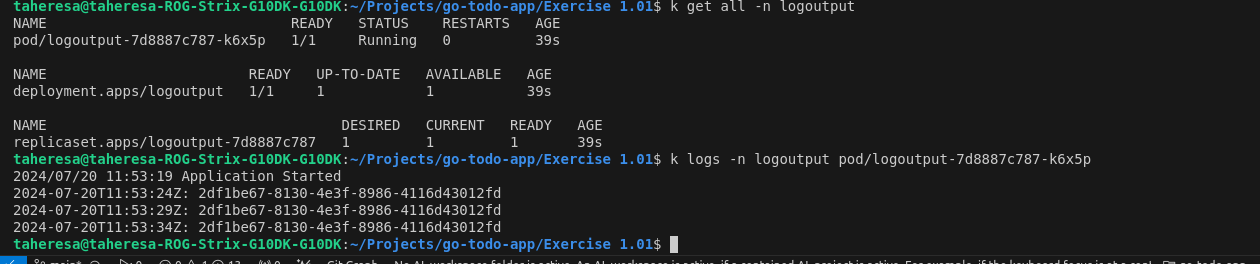 taheresa@taheresa-ROG-Strix-G10DK-G10DK:~/Projects/go-todo-app/Exercise 1.01$ k get all -n logoutput
NAME READY STATUS RESTARTS AGE
pod/logoutput-7d8887c787-k6x5p 1/1 Running 0 39s
NAME READY UP-TO-DATE AVAILABLE AGE
deployment.apps/logoutput 1/1 1 1 39s
NAME DESIRED CURRENT READY AGE
replicaset.apps/logoutput-7d8887c787 1 1 1 39s
taheresa@taheresa-ROG-Strix-G10DK-G10DK:~/Projects/go-todo-app/Exercise 1.01$ k logs -n logoutput pod/logoutput-7d8887c787-k6x5p
2024/07/20 11:53:19 Application Started
2024-07-20T11:53:24Z: 2df1be67-8130-4e3f-8986-4116d43012fd
2024-07-20T11:53:29Z: 2df1be67-8130-4e3f-8986-4116d43012fd
2024-07-20T11:53:34Z: 2df1be67-8130-4e3f-8986-4116d43012fd
taheresa@taheresa-ROG-Strix-G10DK-G10DK:~/Projects/go-todo-app/Exercise 1.01$